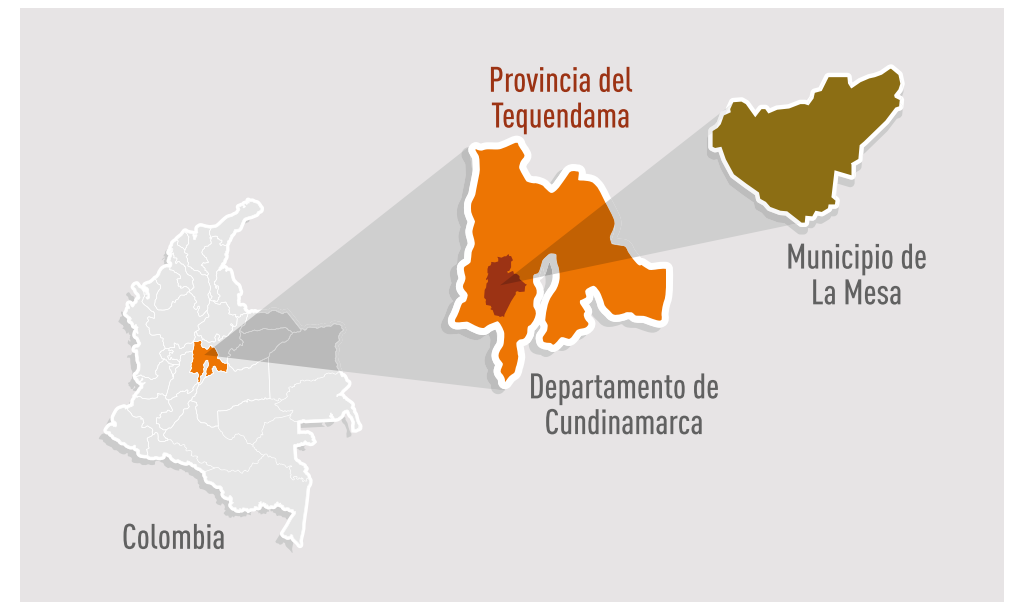 Provincia del
Tequendama
Municipio de
La Mesa
Departamento de
Cundinamarca
Colombia